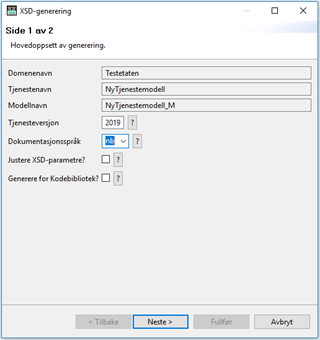 XSD-generering
Side 1 av 2
Hovedoppsett av generering.
Domenenavn Testetaten
Tjenestenavn NyTjenestemodell
Modellnavn NyTjenestemodell_M
Tjenesteversjon 2019 ?
Dokumentasjonsspråk nb ?
Justere XSD-parametre? ?
Generere for Kodebibliotek? ?
< Tilbake Neste > Fullfør Avbryt